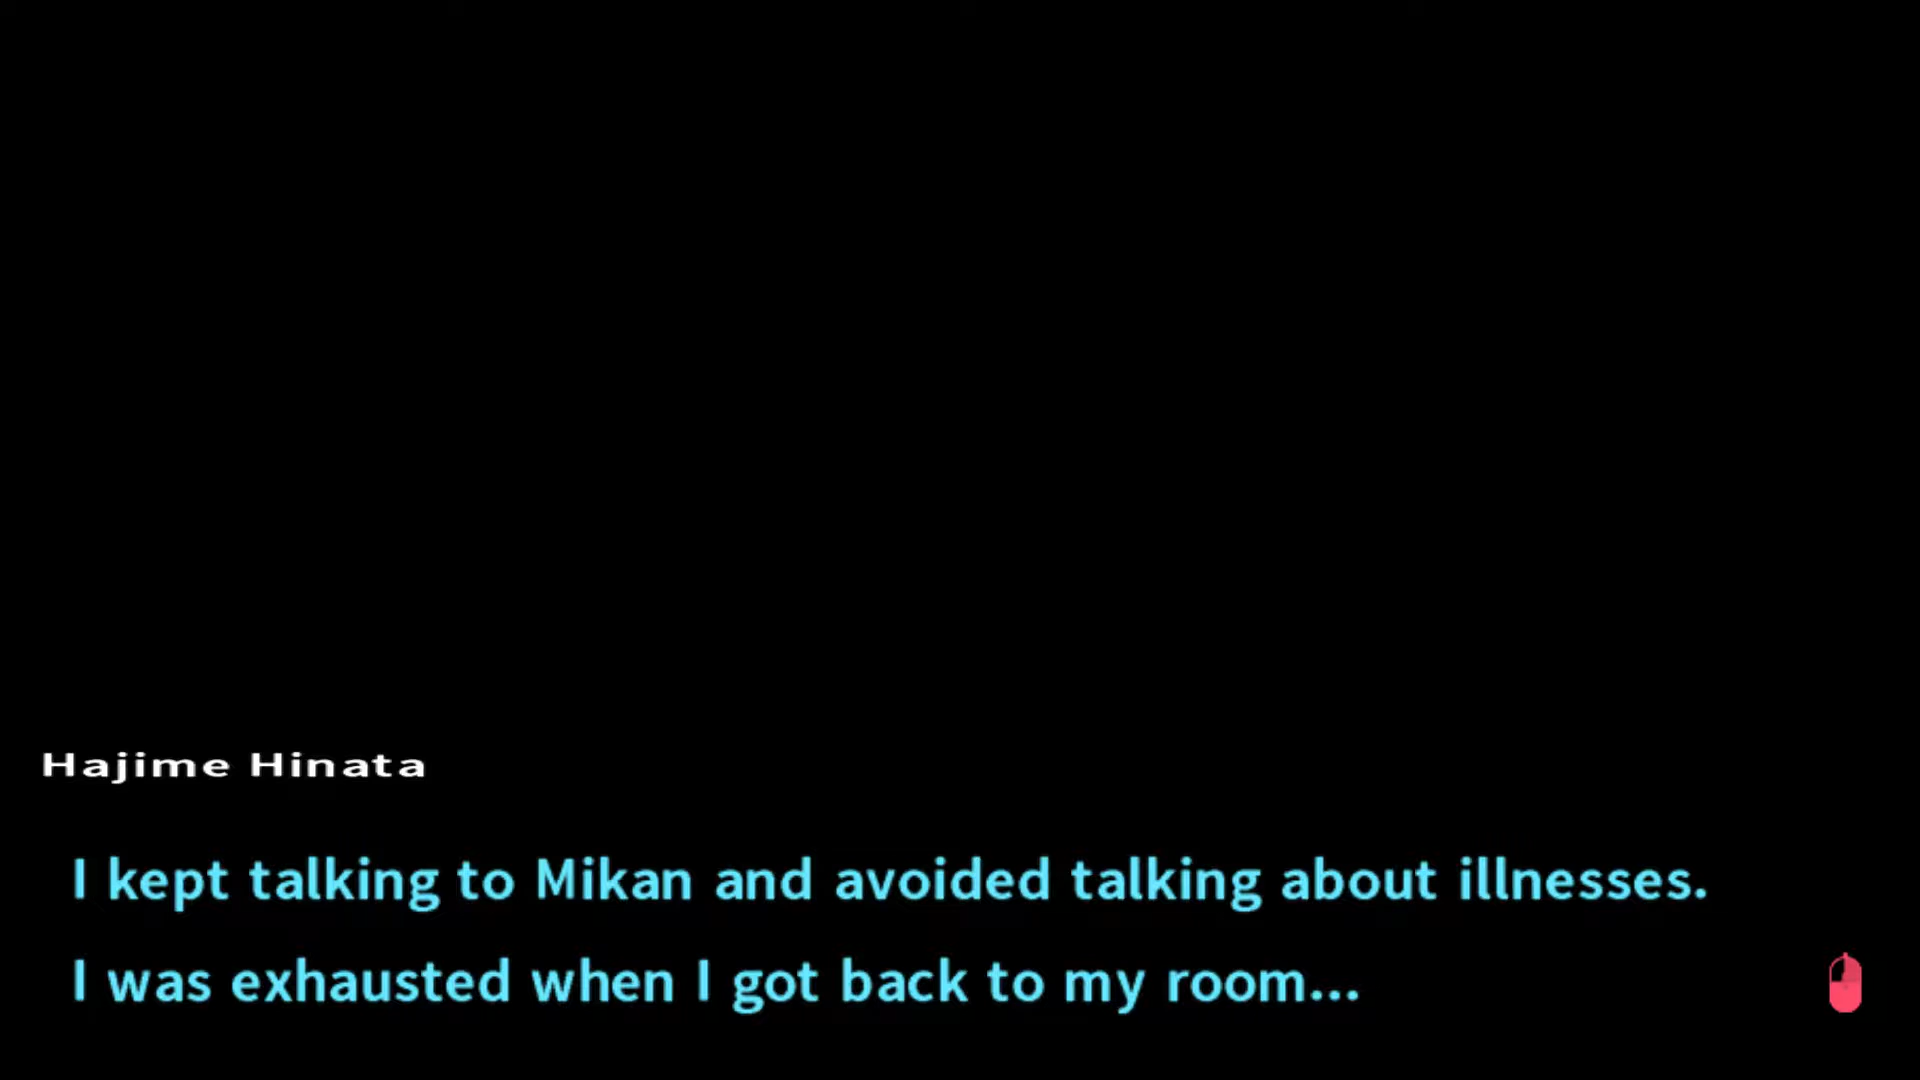 Hajime Hinata
I kept talking to Mikan and avoided talking about illnesses.
I was exhausted when I got back to my room...